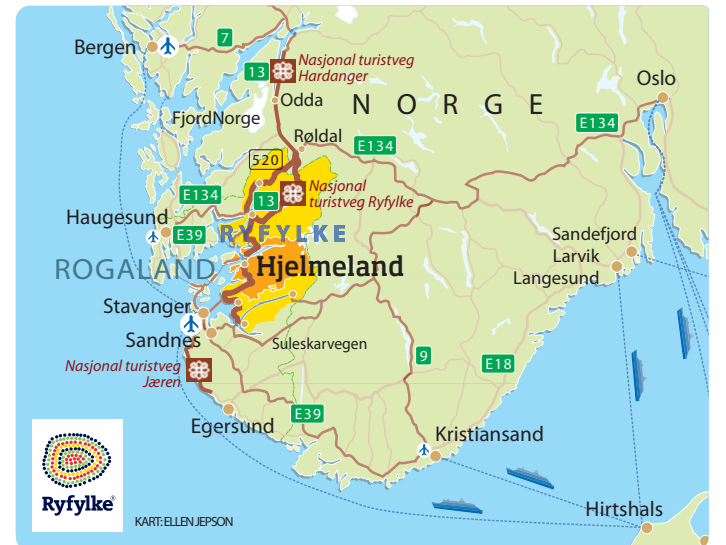 Bergen
7
13
Nasjonal turistveg
Hardanger
Oslo
Odda
NORGE
FjordNorge
E134
Røldal
E134
520
E134
13
Nasjonal
turistveg Ryfylke
Haugesund
E39
RYFYLKE
Sandefjord
Larvik
Langesund
ROGALAND
Hjelmeland
Stavanger
Sandnes
Suleskarvegen
Nasjonal turistveg
Jæren
9
E18
Egersund
E39
Kristiansand
Ryfylke®
KART: ELLEN JEPSON
Hirtshals